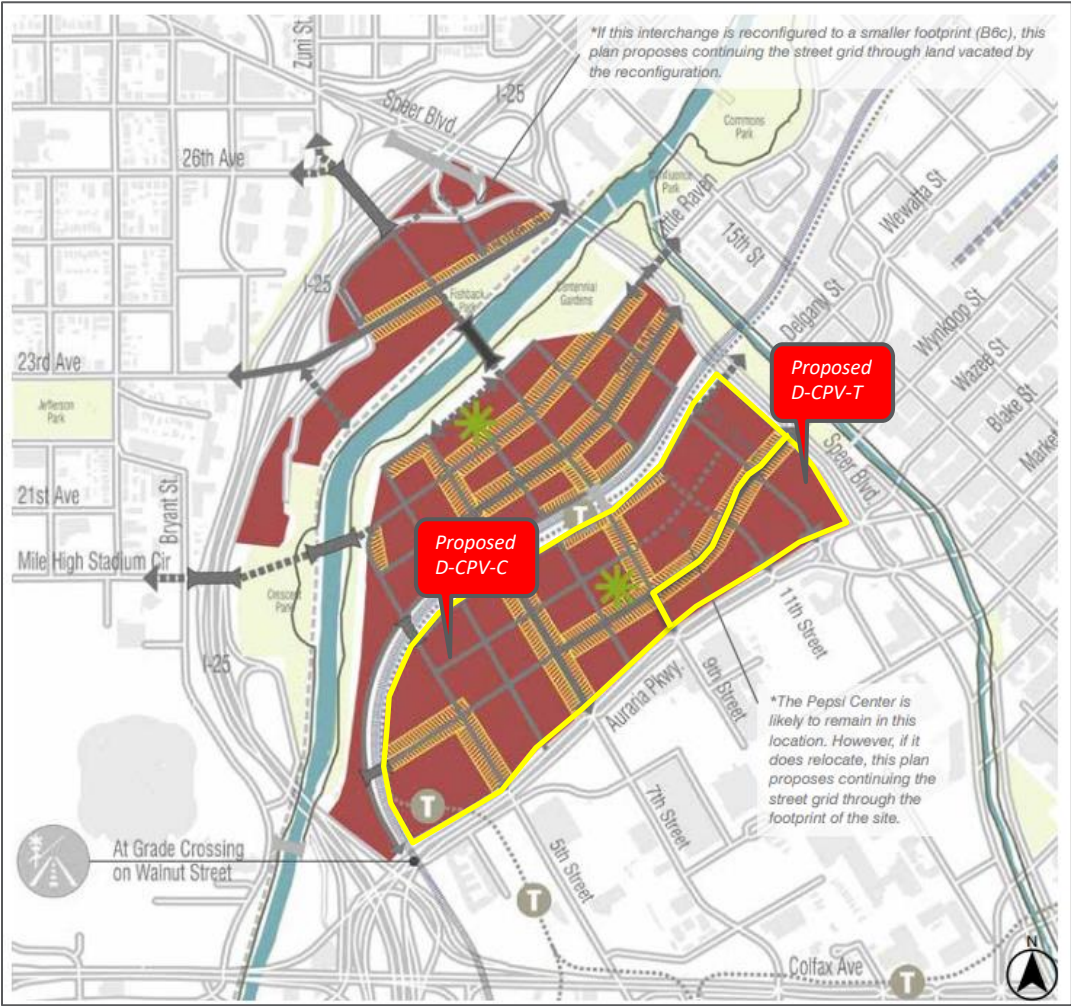 *If this interchange is reconfigured to a smaller footprint (B6c), this
plan proposes continuing the street grid through land vacated by
the reconfiguration.
Zuni St
I-25
Speer Blvd.
Commons
Park
26th Ave
Park
Little Raven
15th St
Wewatta St
I-25
Fishback
Park
Centennial
Gardens
Delgany St
Wynkoop St
23rd Ave
Wazee St
Proposed
D-CPV-T
Blake St
Jefferson
Park
Market
Speer Blvd.
21st Ave
Bryant St.
T
Proposed
D-CPV-C
Mile High Stadium Cir
Crescent
Park
11th Street
I-25
9th Street
Auraria Pkwy.
*The Pepsi Center is
likely to remain in this
location. However, if it
does relocate, this plan
proposes continuing the
street grid through the
footprint of the site.
7th Street
T
At Grade Crossing
on Walnut Street
5th Street
T
Colfax Ave
T
N